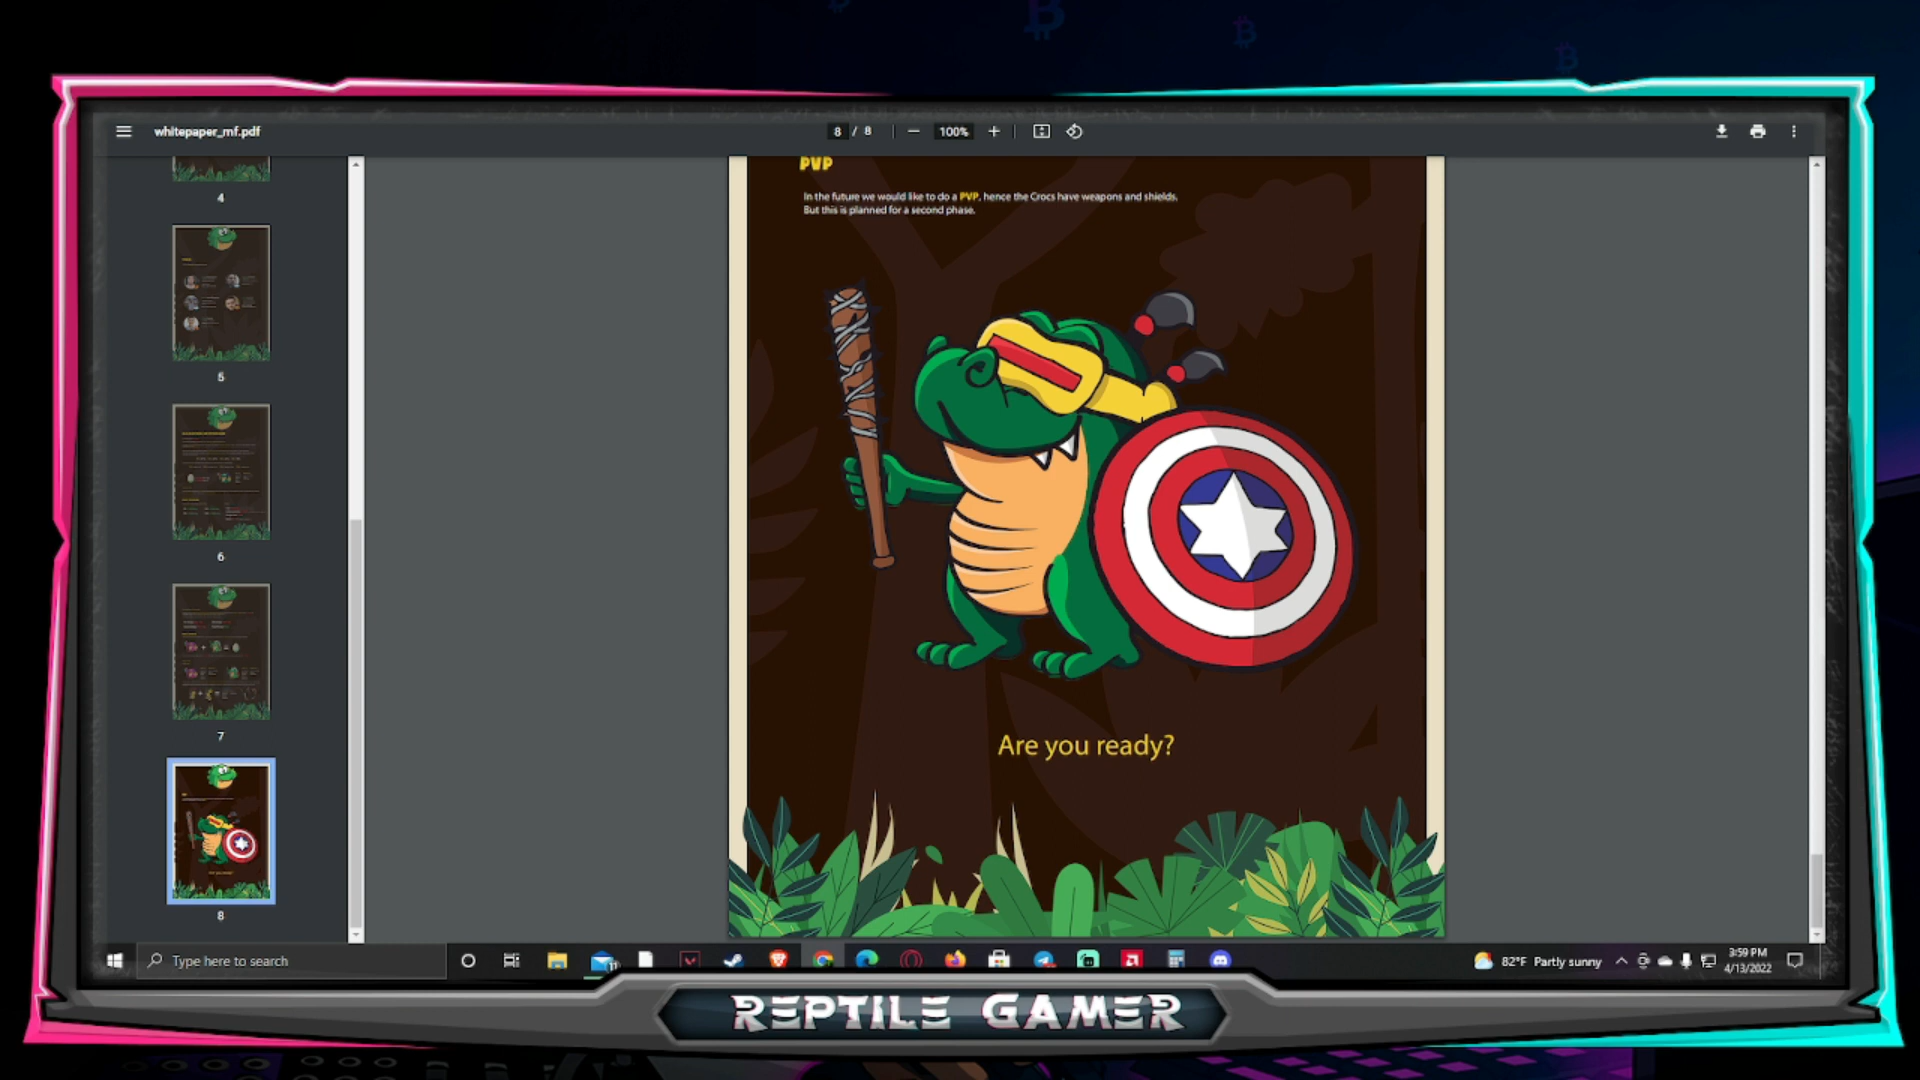 whitepaper_mf.pdf
8 / 8
100%
4
5
6
7
8
PVP
In the future we would like to do a PVP, hence the Crocs have weapons and shields.
But this is planned for a second phase.
Are you ready?
Type here to search
11
82°F Partly sunny
3:59 PM
4/13/2022
REPTILE GAMER